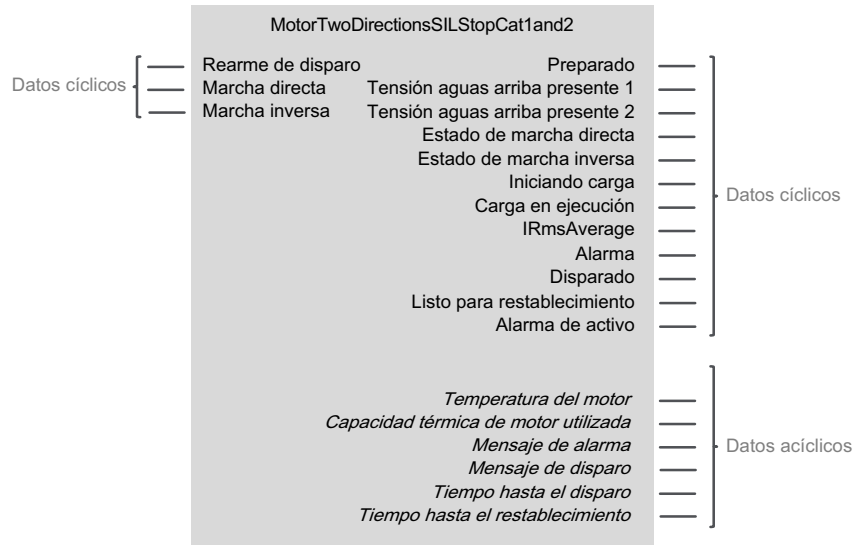 MotorTwoDirectionsSILStopCat1and2
Datos cíclicos
Rearme de disparo
Marcha directa
Marcha inversa
Preparado
Tensión aguas arriba presente 1
Tensión aguas arriba presente 2
Estado de marcha directa
Estado de marcha inversa
Iniciando carga
Carga en ejecución
IRmsAverage
Alarma
Disparado
Listo para restablecimiento
Alarma de activo
Datos cíclicos
Temperatura del motor
Capacidad térmica de motor utilizada
Mensaje de alarma
Mensaje de disparo
Tiempo hasta el disparo
Tiempo hasta el restablecimiento
Datos acíclicos